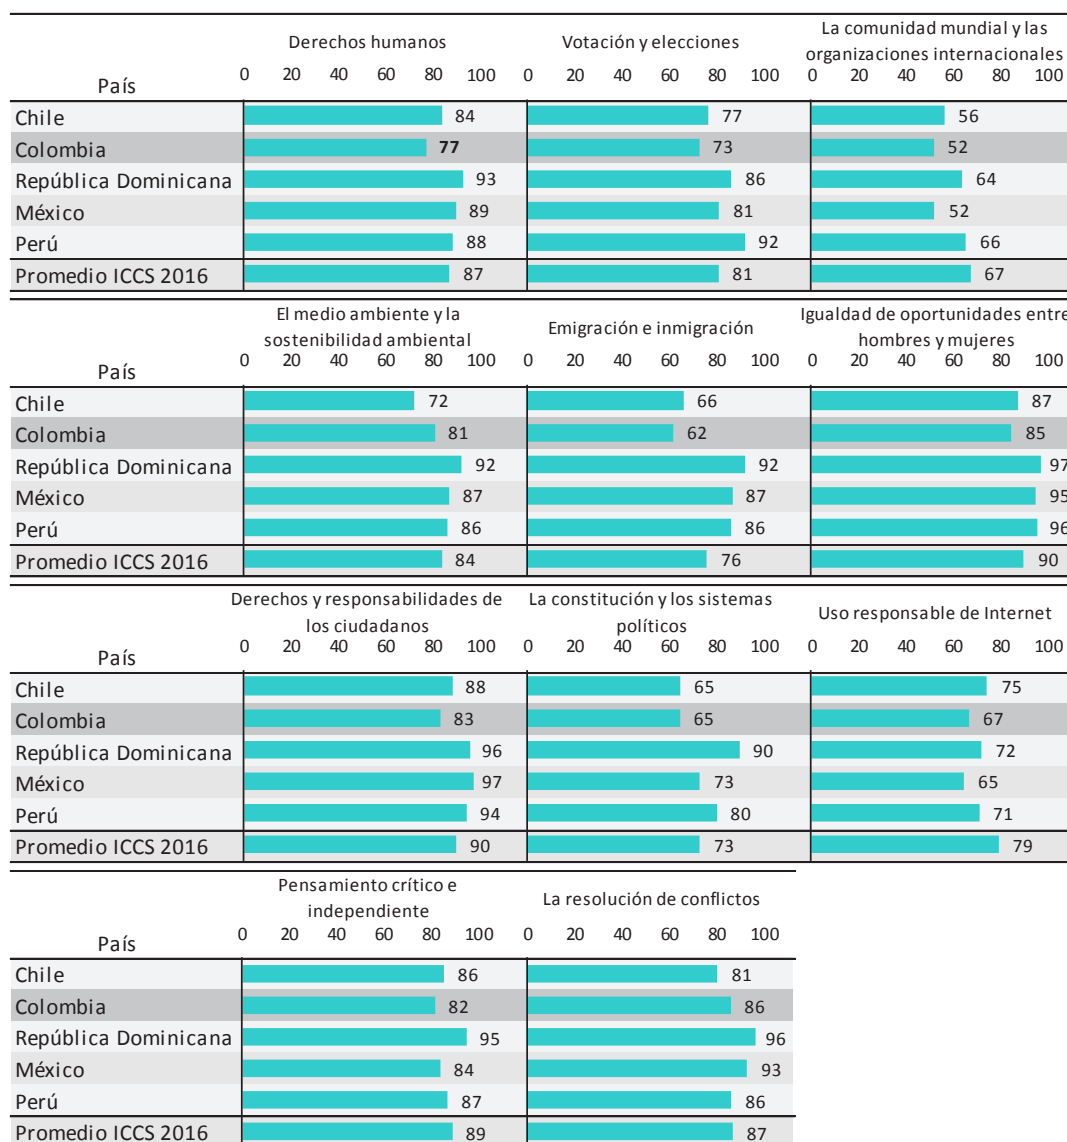 Derechos humanos Votación y elecciones La comunidad mundial y las
organizaciones internacionales
País 0 20 40 60 80 100 0 20 40 60 80 100 0 20 40 60 80 100
Chile 84 77 56
Colombia 77 73 52
República Dominicana 93 86 64
México 89 81 52
Perú 88 92 66
Promedio ICCS 2016 87 81 67
El medio ambiente y la
sostenibilidad ambiental Emigración e inmigración Igualdad de oportunidades entre
hombres y mujeres
País 0 20 40 60 80 100 0 20 40 60 80 100 0 20 40 60 80 100
Chile 72 66 87
Colombia 81 62 85
República Dominicana 92 92 97
México 87 87 95
Perú 86 86 96
Promedio ICCS 2016 84 76 90
Derechos y responsabilidades de
los ciudadanos La constitución y los sistemas
políticos Uso responsable de Internet
País 0 20 40 60 80 100 0 20 40 60 80 100 0 20 40 60 80 100
Chile 88 65 75
Colombia 83 65 67
República Dominicana 96 90 72
México 97 73 65
Perú 94 80 71
Promedio ICCS 2016 90 73 79
Pensamiento crítico e
independiente La resolución de conflictos
País 0 20 40 60 80 100 0 20 40 60 80 100
Chile 86 81
Colombia 82 86
República Dominicana 95 96
México 84 93
Perú 87 86
Promedio ICCS 2016 89 87